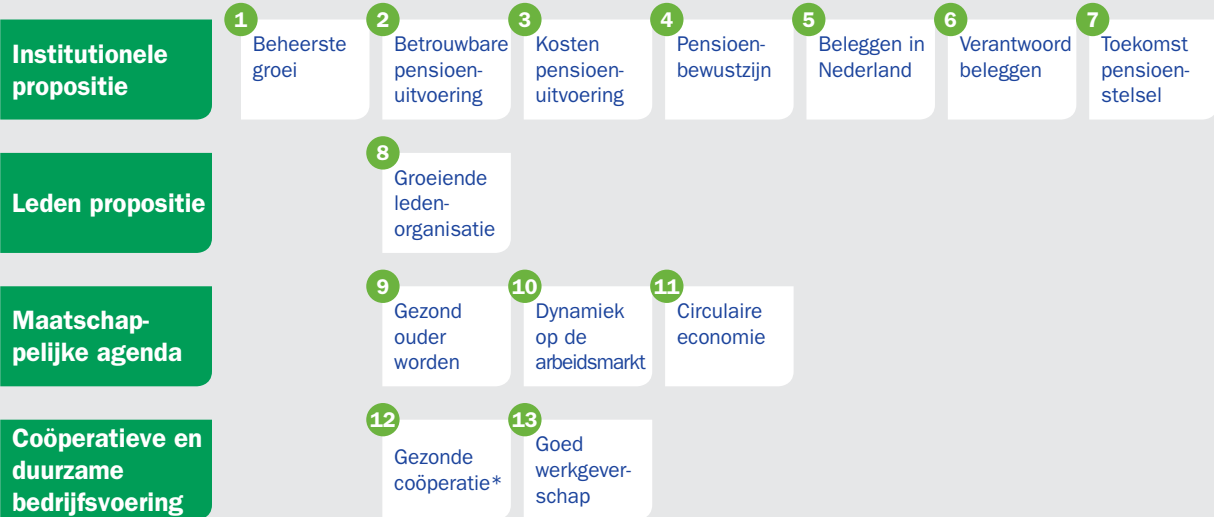 Institutionele
propositie
1
Beheerste
groei
2
Betrouwbare
pensioen-
uitvoering
3
Kosten
pensioen-
uitvoering
4
Pensioen-
bewustzijn
5
Beleggen in
Nederland
6
Verantwoord
beleggen
7
Toekomst
pensioen-
stelsel
Leden propositie
8
Groeiende
leden-
organisatie
Maatschap-
pelijke agenda
9
Gezond
ouder
worden
10
Dynamiek
op de
arbeidsmarkt
11
Circulaire
economie
Coöperatieve en
duurzame
bedrijfsvoering
12
Gezonde
coöperatie*
13
Goed
werkgever-
schap